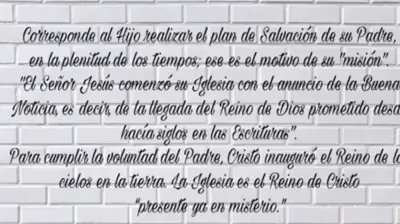 Corresponde al Hijo realizar el plan de Salvación de su Padre,
en la plenitud de los tiempos; ese es el motivo de su "misión".
"El Señor Jesús comenzó su Iglesia con el anuncio de la Buena
Noticia, es decir, de la llegada del Reino de Dios prometido desde
hacía siglos en las Escrituras".
Para cumplir la voluntad del Padre, Cristo inauguró el Reino de los
cielos en la tierra. La Iglesia es el Reino de Cristo
"presente ya en misterio."